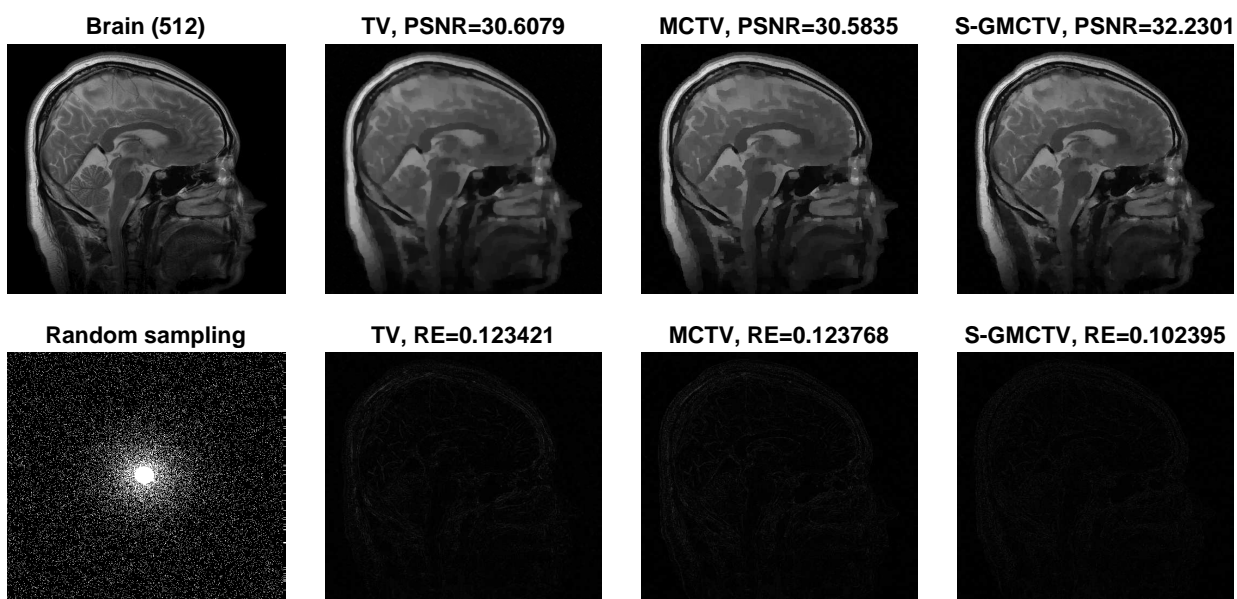 Brain (512)
TV, PSNR=30.6079
MCTV, PSNR=30.5835
S-GMCTV, PSNR=32.2301
Random sampling
TV, RE=0.123421
MCTV, RE=0.123768
S-GMCTV, RE=0.102395